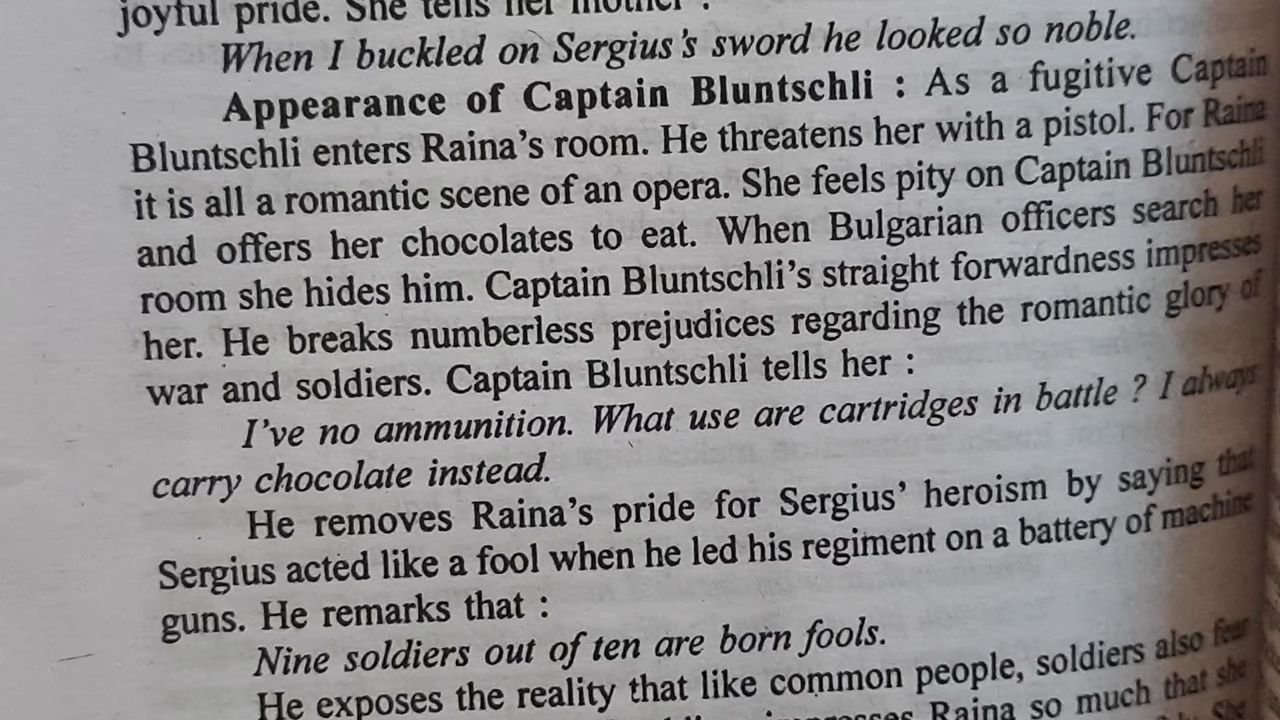 joyful pride. She tells her mother :
When I buckled on Sergius's sword he looked so noble.
Appearance of Captain Bluntschli : As a fugitive Captain
Bluntschli enters Raina's room. He threatens her with a pistol. For Raina
it is all a romantic scene of an opera. She feels pity on Captain Bluntschli
and offers her chocolates to eat. When Bulgarian officers search her
room she hides him. Captain Bluntschli's straight forwardness impresses
her. He breaks numberless prejudices regarding the romantic glory of
war and soldiers. Captain Bluntschli tells her :
I've no ammunition. What use are cartridges in battle ? I always
carry chocolate instead.
He removes Raina's pride for Sergius' heroism by saying that
Sergius acted like a fool when he led his regiment on a battery of machine
guns. He remarks that :
Nine soldiers out of ten are born fools.
He exposes the reality that like common people, soldiers also fear
impresses Raina so much that she
She